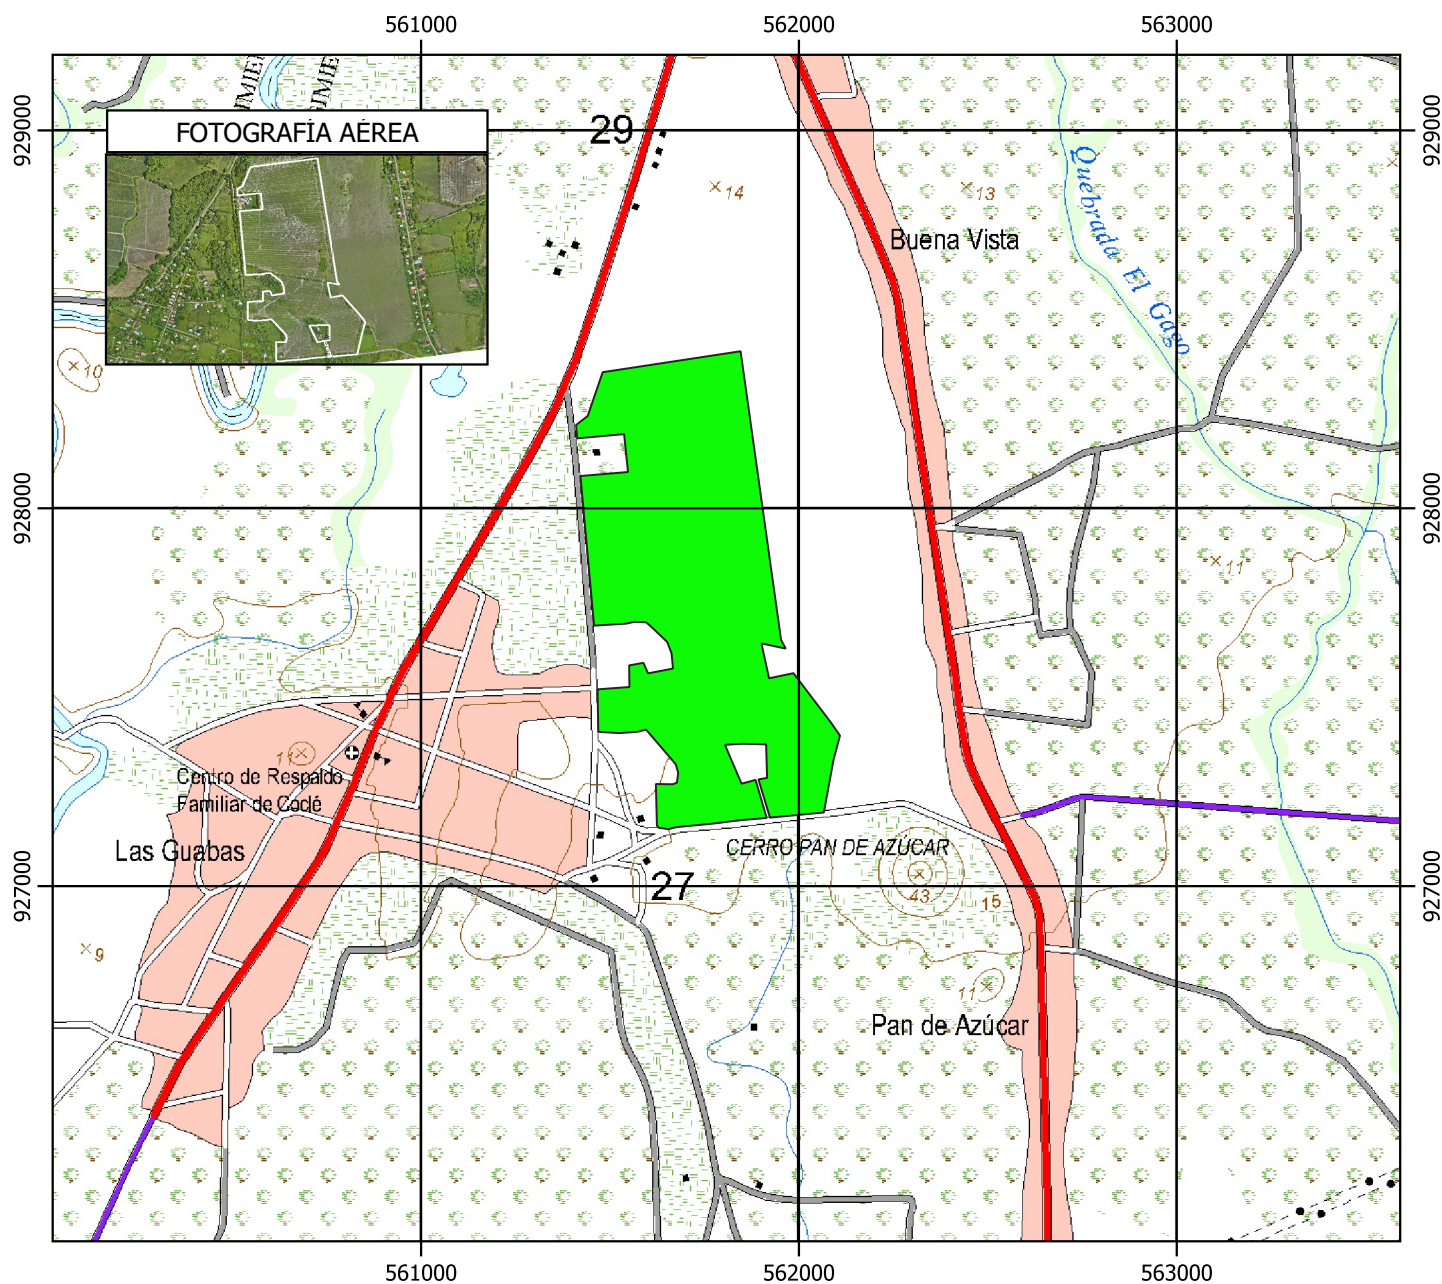 561000
562000
563000
929000
929000
FOTOGRAFÍA AÉREA
29
14
13
Buena Vista
Quebrada El Gago
10
928000
928000
11
11
Centro de Respaldo
Familiar de Coclé
Las Guabas
CERRO PAN DE AZÚCAR
43
15
27
927000
927000
9
11
Pan de Azúcar
561000
562000
563000